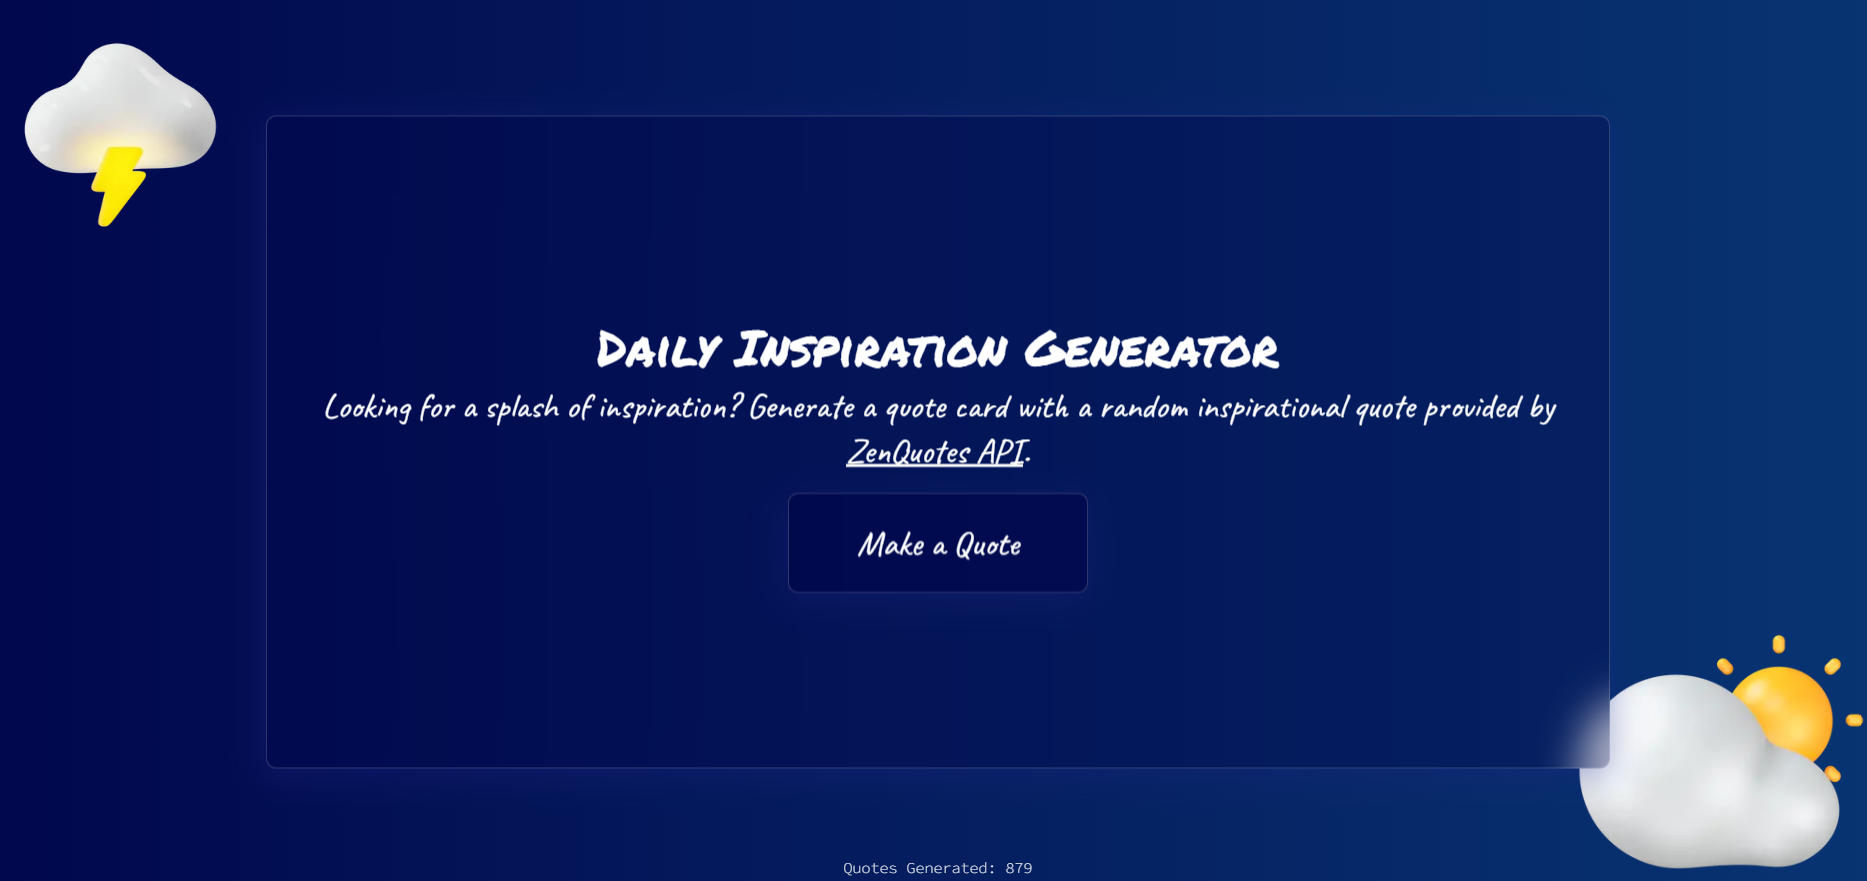 Daily Inspiration Generator
Looking for a splash of inspiration? Generate a quote card with a random inspirational quote provided by
ZenQuotes API.
Make a Quote
Quotes Generated: 879